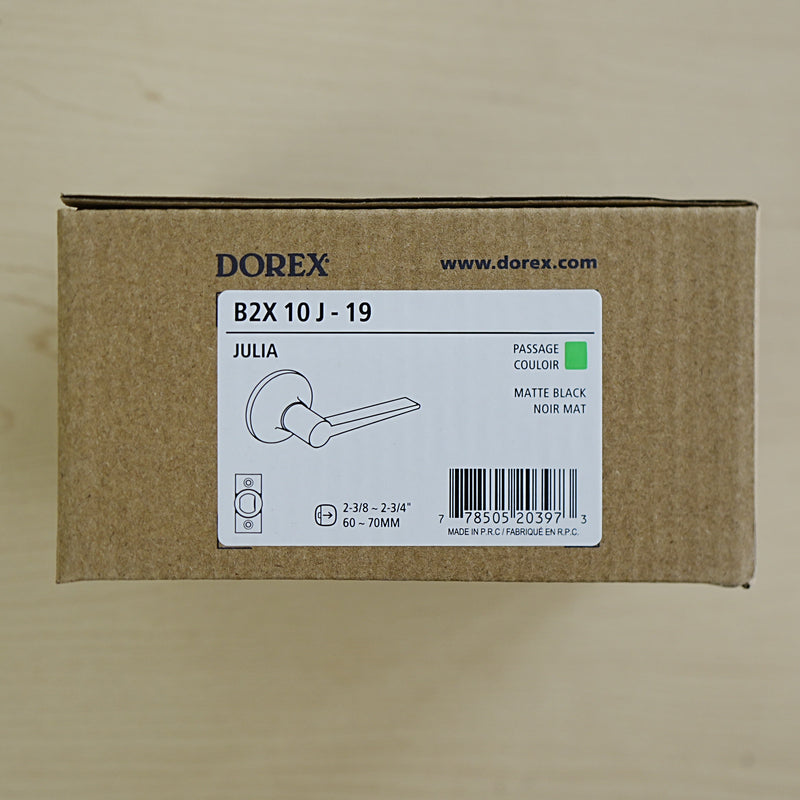 DOREX
www.dorex.com
B2X 10 J - 19
JULIA
PASSAGE
COULOIR
MATTE BLACK
NOIR MAT
2-3/8 ~ 2-3/4"
60 ~ 70MM
7 78505 20397 3
MADE IN P.R.C / FABRIQUÉ EN R.P.C.